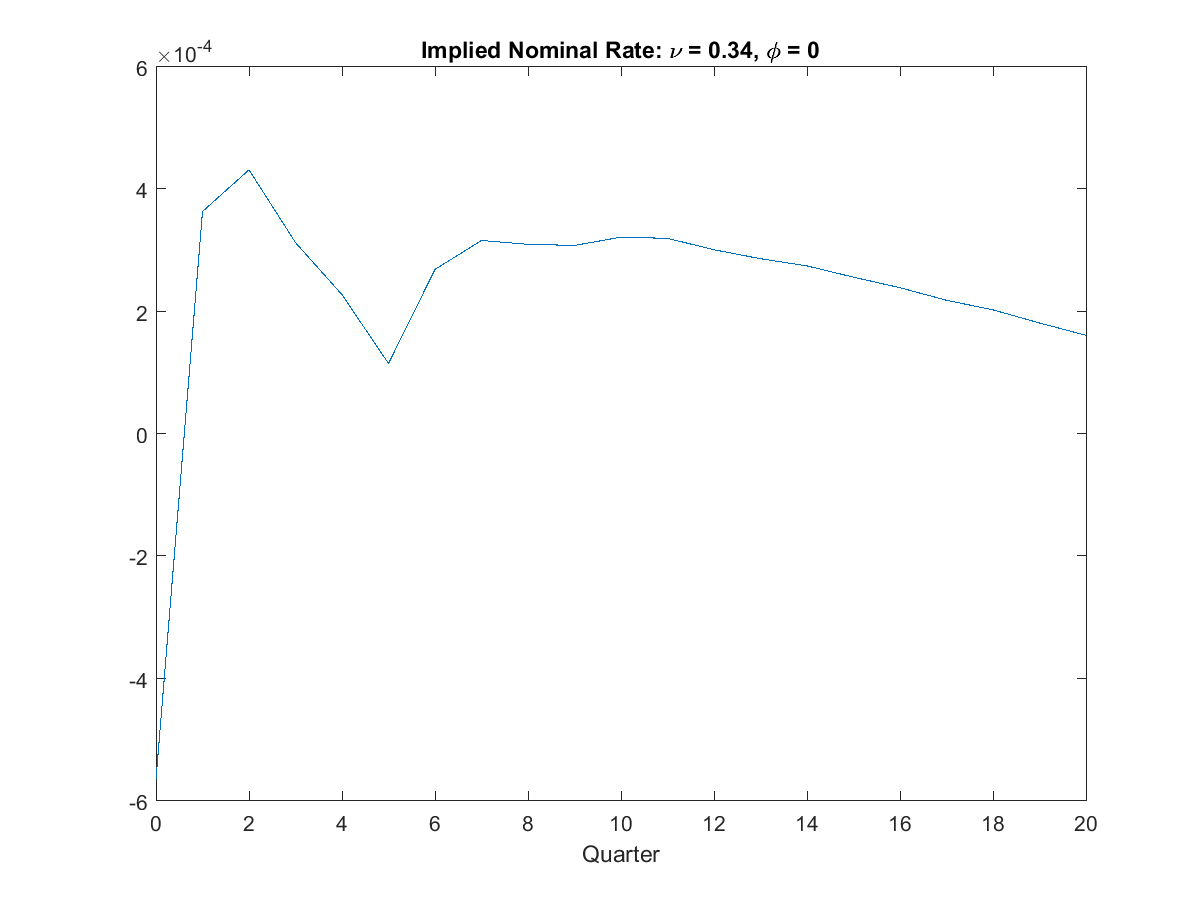 ×10-4
Implied Nominal Rate: ν = 0.34, ϕ = 0
6
4
2
0
-2
-4
-6
0 2 4 6 8 10 12 14 16 18 20
Quarter